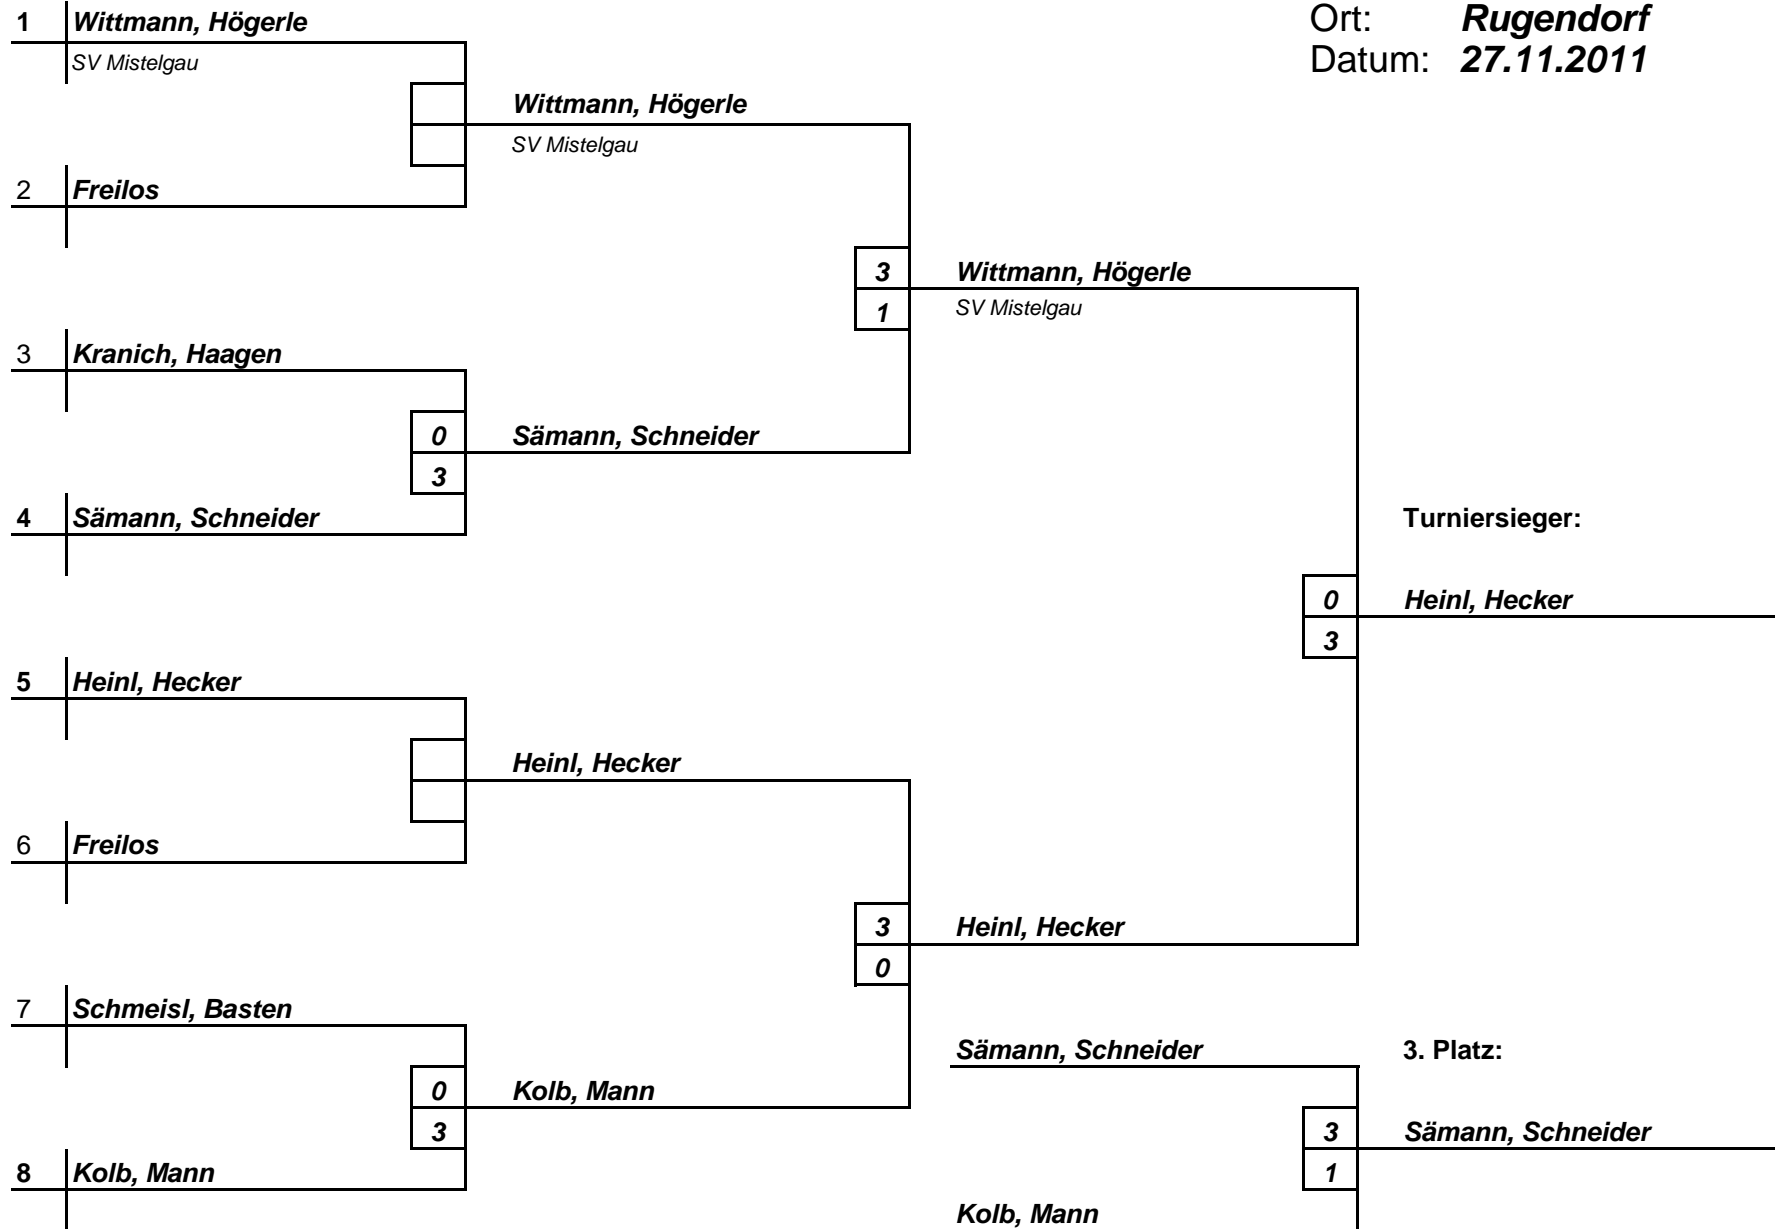 1 Wittmann, Högerle
SV Mistelgau
Ort: Rugendorf
Datum: 27.11.2011
Wittmann, Högerle
SV Mistelgau
2 Freilos
3 Wittmann, Högerle
1 SV Mistelgau
3 Kranich, Haagen
0 Sämann, Schneider
3
4 Sämann, Schneider
Turniersieger:
0 Heinl, Hecker
3
5 Heinl, Hecker
Heinl, Hecker
6 Freilos
3 Heinl, Hecker
0
7 Schmeisl, Basten
Sämann, Schneider
3. Platz:
0 Kolb, Mann
3
3 Sämann, Schneider
1
8 Kolb, Mann
Kolb, Mann